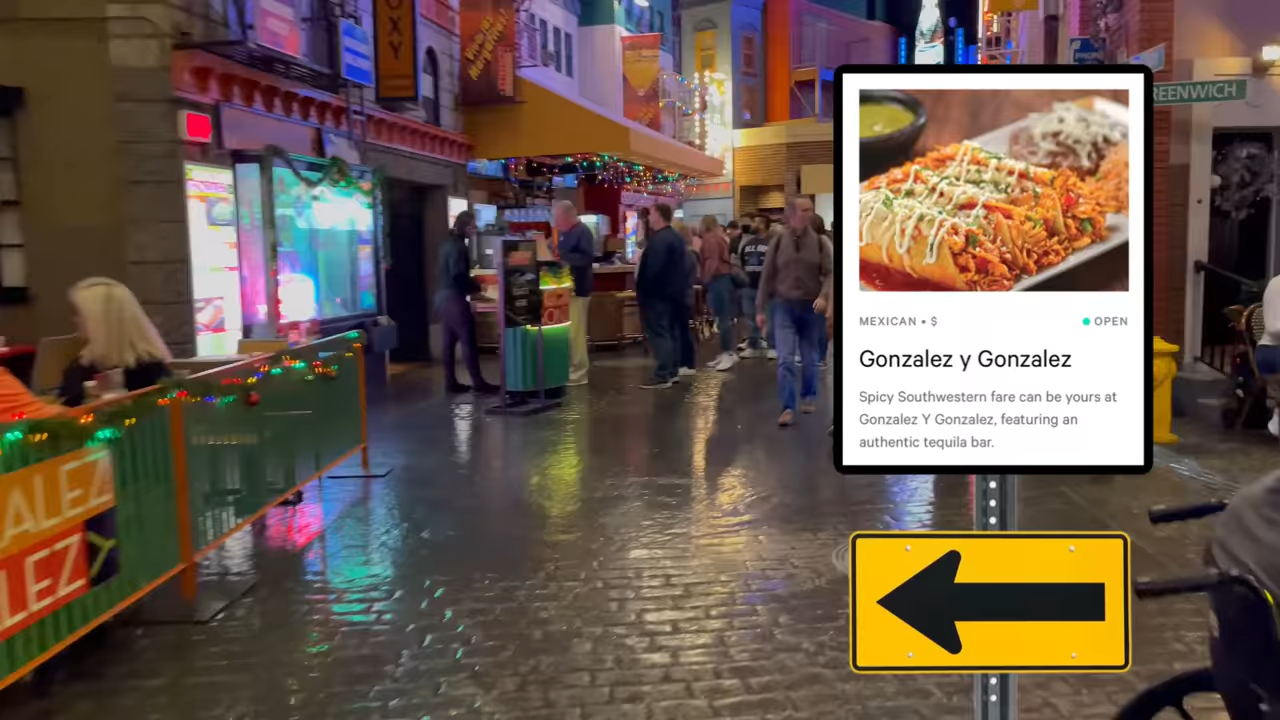 OXY
GREENWICH
MEXICAN • $
OPEN
Gonzalez y Gonzalez
Spicy Southwestern fare can be yours at
Gonzalez Y Gonzalez, featuring an
authentic tequila bar.
ALEZ
Y
LEZ